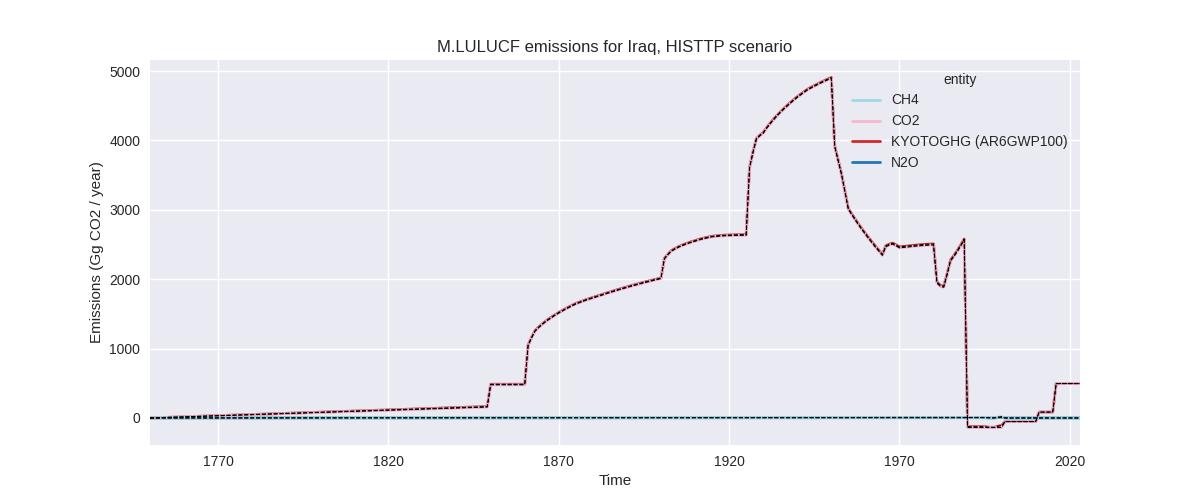 M.LULUCF emissions for Iraq, HISTTP scenario
Emissions (Gg CO2 / year)
5000
4000
3000
2000
1000
0
entity
CH4
CO2
KYOTOGHG (AR6GWP100)
N2O
1770
1820
1870
1920
1970
2020
Time